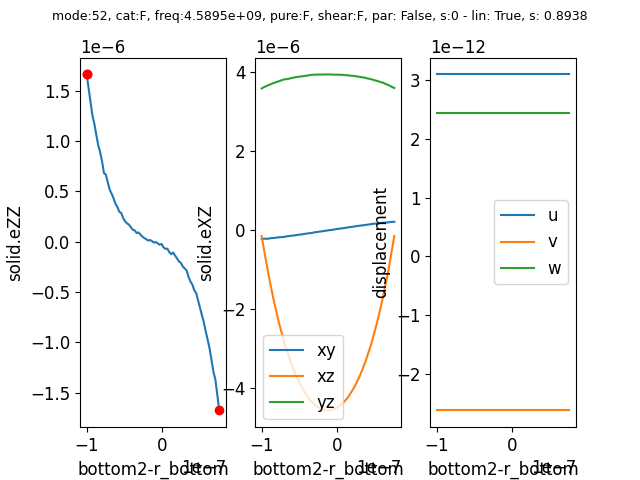 mode:52, cat:F, freq:4.5895e+09, pure:F, shear:F, par: False, s:0 - lin: True, s: 0.8938
1e−6
1e−6
1e−12
1.5
1.0
0.5
0.0
−0.5
−1.0
−1.5
solid.eZZ
−1
0
1e−7
bottom2-r_bottom
4
2
0
−2
−4
solid.eXZ
xy
xz
yz
−1
0
1e−7
bottom2-r_bottom
3
2
1
0
−1
−2
displacement
u
v
w
−1
0
1e−7
bottom2-r_bottom